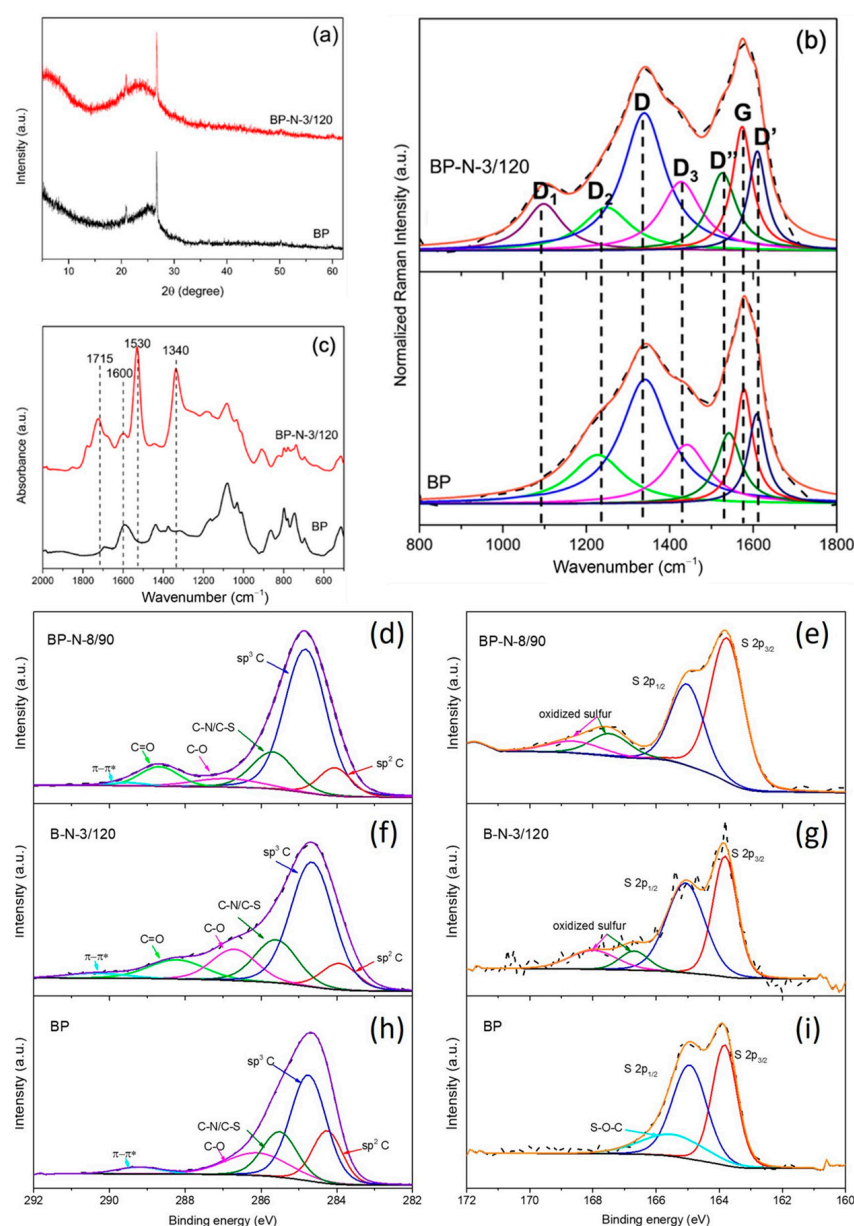 (a)
Intensity (a.u.)
BP-N-3/120
BP
10 20 30 40 50 60
2θ (degree)
(b)
Normalized Raman Intensity (a.u.)
BP-N-3/120
D₁ D₂ D D₃ D” G D’
BP
800 1000 1200 1400 1600 1800
Wavenumber (cm⁻¹)
(c)
Absorbance (a.u.)
1715 1600 1530 1340
BP-N-3/120
BP
2000 1800 1600 1400 1200 1000 800 600
Wavenumber (cm⁻¹)
BP-N-8/90
(d)
Intensity (a.u.)
sp³ C
C-N/C-S
C=O
C-O
π–π*
sp² C
BP-N-8/90
(e)
Intensity (a.u.)
S 2p3/2
S 2p1/2
oxidized sulfur
B-N-3/120
(f)
Intensity (a.u.)
sp³ C
C-N/C-S
C-O
C=O
π–π*
sp² C
B-N-3/120
(g)
Intensity (a.u.)
S 2p3/2
S 2p1/2
oxidized sulfur
BP
(h)
Intensity (a.u.)
sp³ C
C-N/C-S
C-O
π–π*
sp² C
292 290 288 286 284 282
Binding energy (eV)
BP
(i)
Intensity (a.u.)
S 2p3/2
S 2p1/2
S-O-C
172 170 168 166 164 162 160
Binding energy (eV)